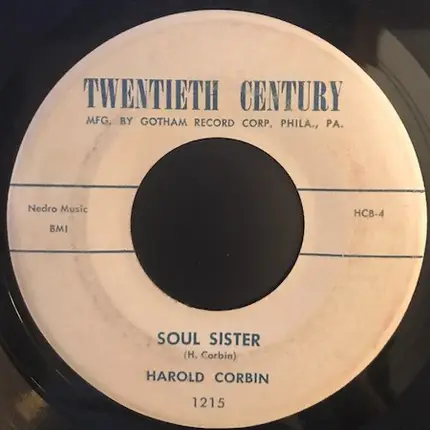 TWENTIETH CENTURY
MFG. BY GOTHAM RECORD CORP. PHILA., PA.
Nedro Music
BMI
HCB-4
SOUL SISTER
(H. Corbin)
HAROLD CORBIN
1215